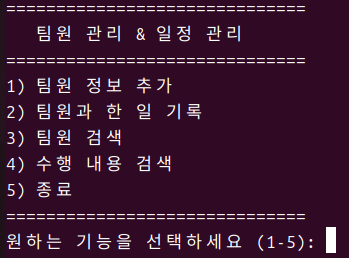 ==============================
팀원 관리 & 일정 관리
==============================
1) 팀원 정보 추가
2) 팀원과 한 일 기록
3) 팀원 검색
4) 수행 내용 검색
5) 종료
==============================
원하는 기능을 선택하세요 (1-5):